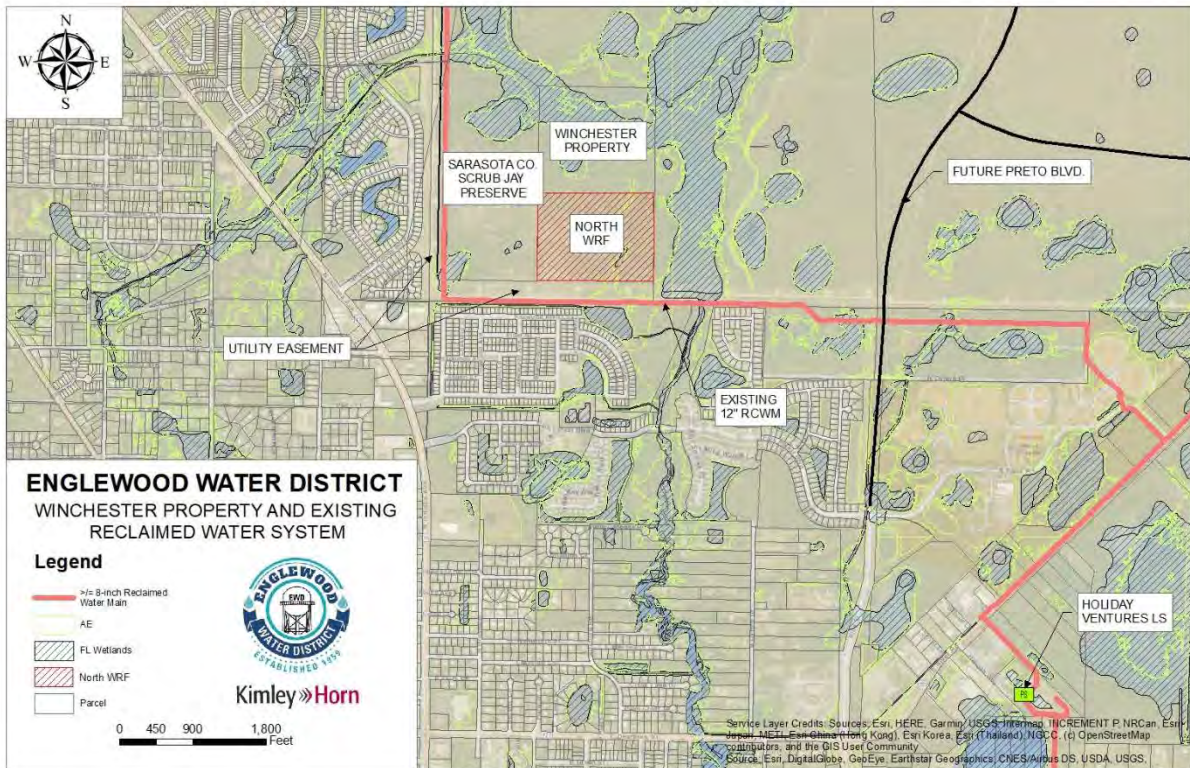 N
W
E
S
WINCHESTER
PROPERTY
SARASOTA CO.
SCRUB JAY
PRESERVE
FUTURE PRETO BLVD.
NORTH
WRF
UTILITY EASEMENT
EXISTING
12" RCWM
HOLIDAY
VENTURES LS
PS
ENGLEWOOD WATER DISTRICT
WINCHESTER PROPERTY AND EXISTING
RECLAIMED WATER SYSTEM
Legend
>/= 8-inch Reclaimed
Water Main
AE
FL Wetlands
North WRF
Parcel
ENGLEWOOD
EWD
WATER DISTRICT
ESTABLISHED 1959
Kimley»Horn
0 450 900 1,800
Feet
Service Layer Credits: Sources: Esri, HERE, Garmin, USGS, Intermap, INCREMENT P, NRCan, Esri
Japan, METI, Esri China (Hong Kong), Esri Korea, Esri (Thailand), NGCC, (c) OpenStreetMap
contributors, and the GIS User Community
Source: Esri, DigitalGlobe, GeoEye, Earthstar Geographics, CNES/Airbus DS, USDA, USGS,